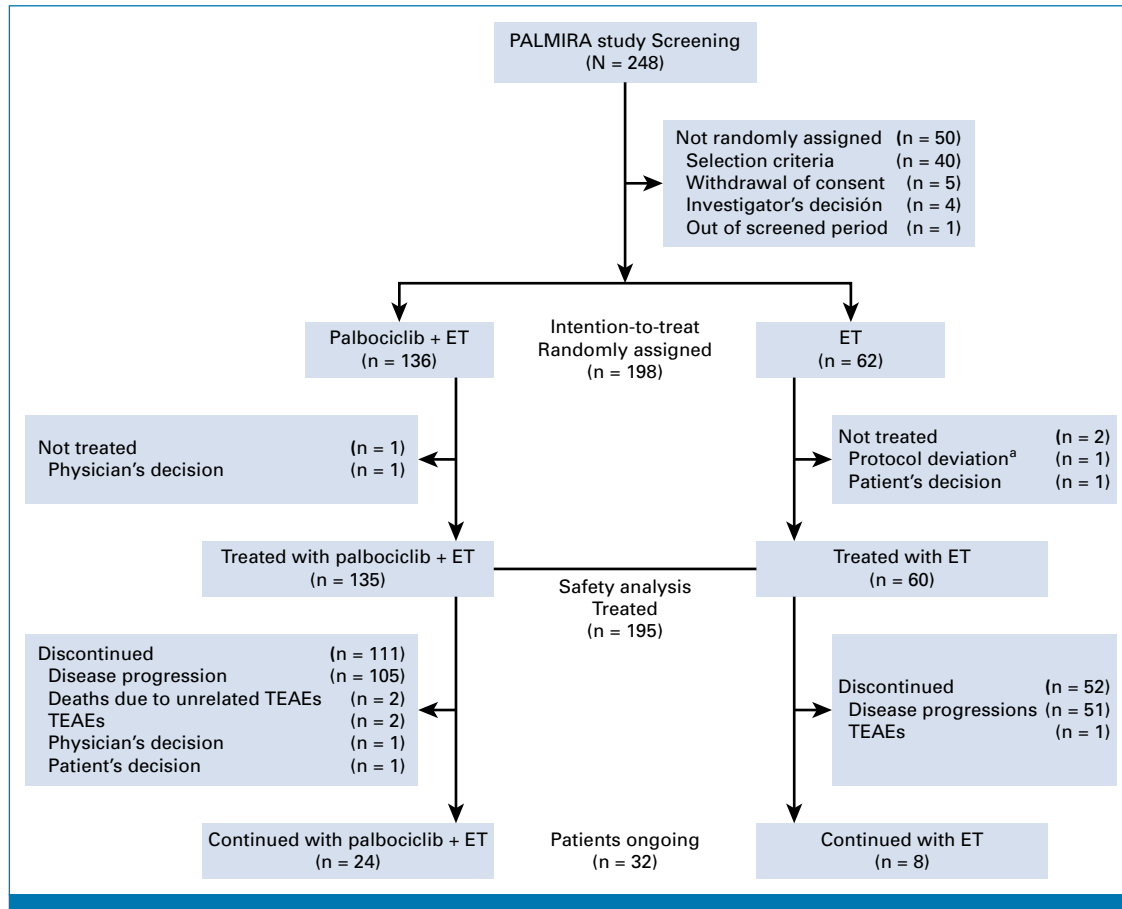 PALMIRA study Screening
(N = 248)
Not randomly assigned (n = 50)
Selection criteria (n = 40)
Withdrawal of consent (n = 5)
Investigator's decisión (n = 4)
Out of screened period (n = 1)
Palbociclib + ET
(n = 136)
Intention-to-treat
Randomly assigned
(n = 198)
ET
(n = 62)
Not treated (n = 1)
Physician's decision (n = 1)
Not treated (n = 2)
Protocol deviationᵃ (n = 1)
Patient's decision (n = 1)
Treated with palbociclib + ET
(n = 135)
Safety analysis
Treated
(n = 195)
Treated with ET
(n = 60)
Discontinued (n = 111)
Disease progression (n = 105)
Deaths due to unrelated TEAEs (n = 2)
TEAEs (n = 2)
Physician's decision (n = 1)
Patient's decision (n = 1)
Discontinued (n = 52)
Disease progressions (n = 51)
TEAEs (n = 1)
Continued with palbociclib + ET
(n = 24)
Patients ongoing
(n = 32)
Continued with ET
(n = 8)